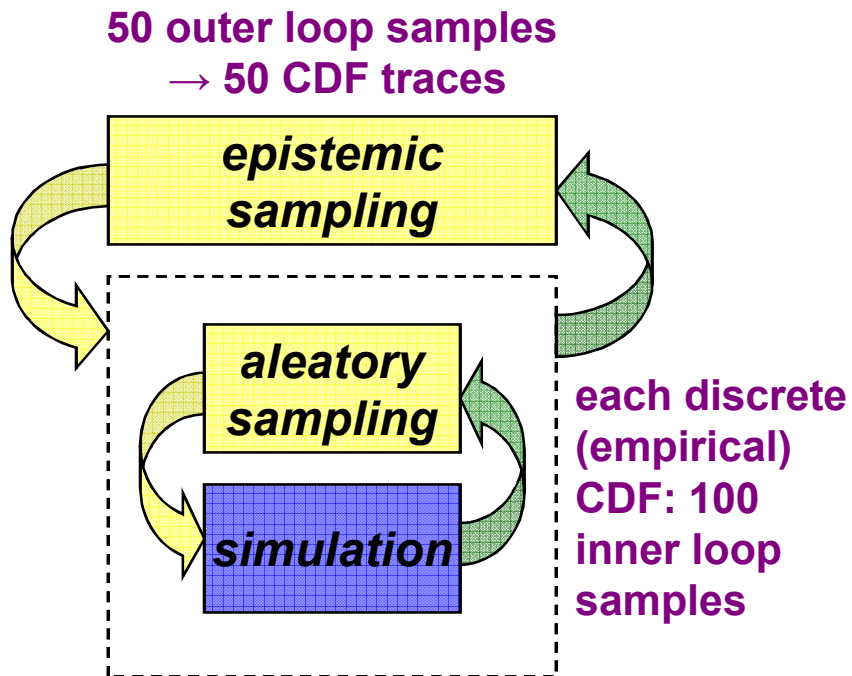 50 outer loop samples
→ 50 CDF traces
epistemic
sampling
aleatory
sampling
simulation
each discrete
(empirical)
CDF: 100
inner loop
samples